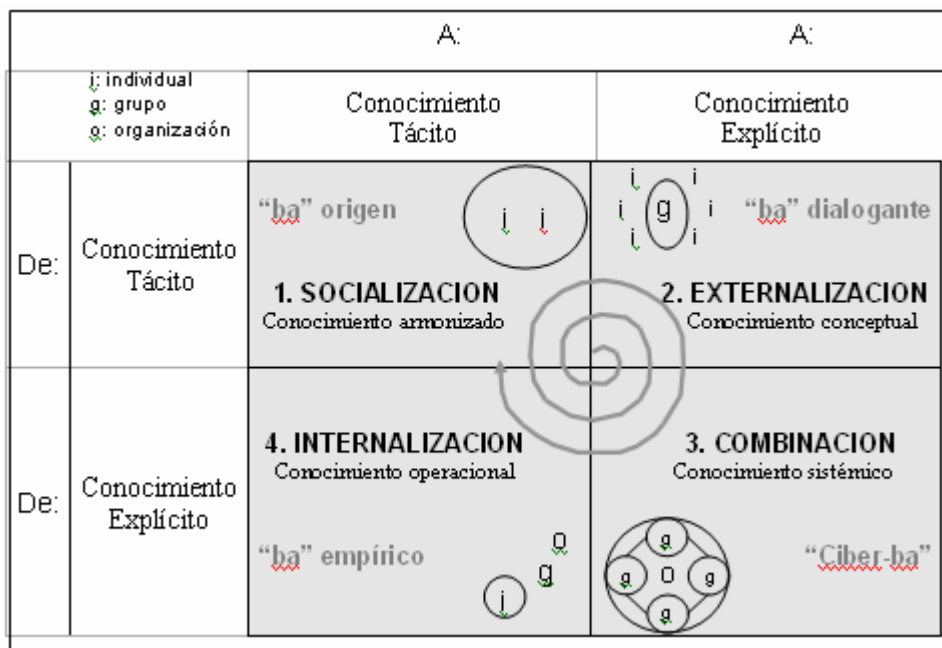 A:
A:
i: individual
g: grupo
o: organización
Conocimiento
Tácito
Conocimiento
Explícito
De:
Conocimiento
Tácito
“ba” origen
i i
1. SOCIALIZACION
Conocimiento armonizado
i i
i g i
i i
“ba” dialogante
2. EXTERNALIZACION
Conocimiento conceptual
De:
Conocimiento
Explícito
4. INTERNALIZACION
Conocimiento operacional
“ba” empírico
o
g
i
3. COMBINACION
Conocimiento sistémico
g
g O g
g
“Ciber-ba”